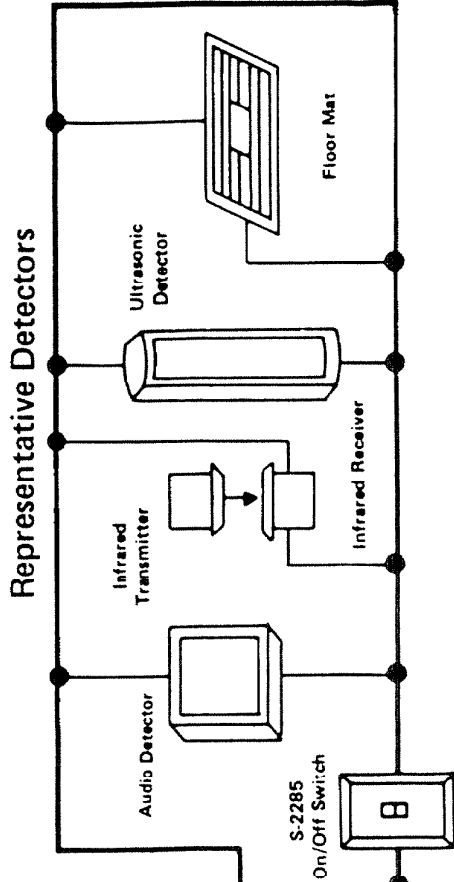 Representative Detectors
Audio Detector
Infrared
Transmitter
Infrared Receiver
Ultrasonic
Detector
Floor Mat
S-2285
On/Off Switch